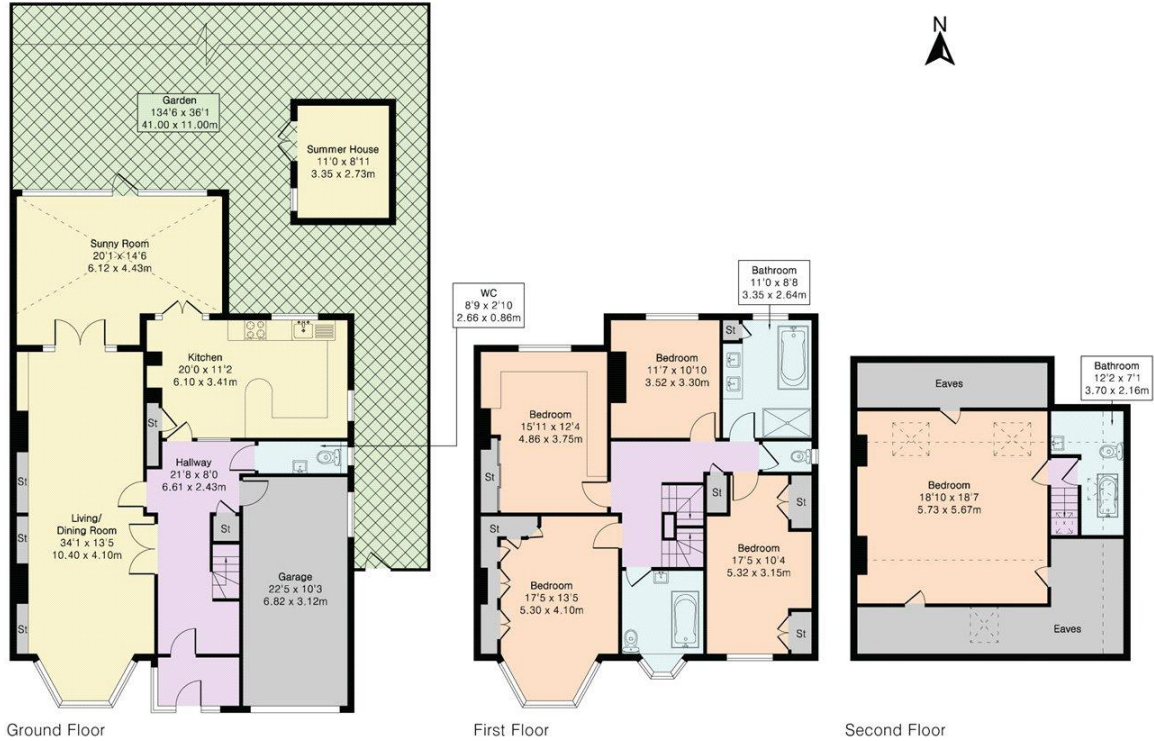 N
Garden
134'6 x 36'1
41.00 x 11.00m
Summer House
11'0 x 8'11
3.35 x 2.73m
Sunny Room
20'1 x 14'6
6.12 x 4.43m
WC
8'9 x 2'10
2.66 x 0.86m
Kitchen
20'0 x 11'2
6.10 x 3.41m
St
Hallway
21'8 x 8'0
6.61 x 2.43m
St
St
St
St
Living/
Dining Room
34'1 x 13'5
10.40 x 4.10m
Garage
22'5 x 10'3
6.82 x 3.12m
Ground Floor
Bathroom
11'0 x 8'8
3.35 x 2.64m
St
Bedroom
11'7 x 10'10
3.52 x 3.30m
Bedroom
15'11 x 12'4
4.86 x 3.75m
St
St
St
St
Bedroom
17'5 x 10'4
5.32 x 3.15m
Bedroom
17'5 x 13'5
5.30 x 4.10m
St
First Floor
Bathroom
12'2 x 7'1
3.70 x 2.16m
Eaves
Bedroom
18'10 x 18'7
5.73 x 5.67m
Eaves
Second Floor